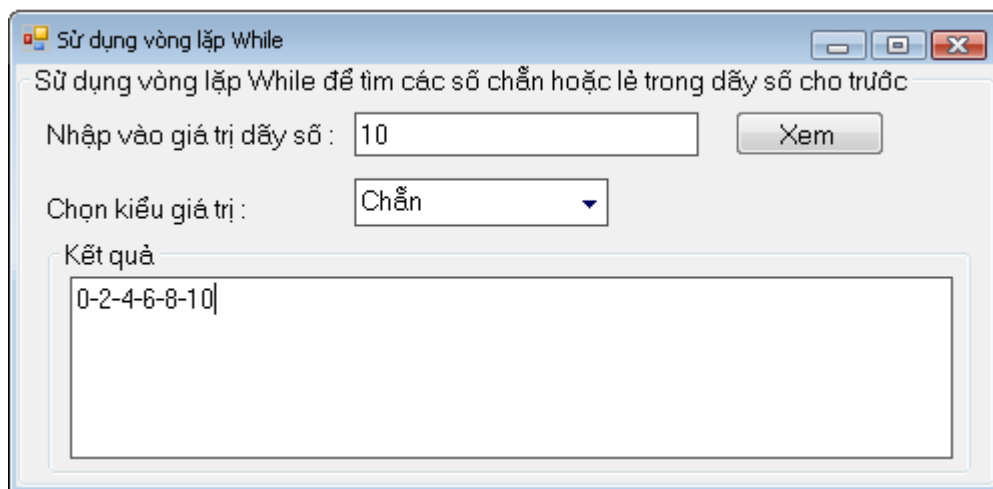 Sử dụng vòng lặp While
Sử dụng vòng lặp While để tìm các số chẵn hoặc lẻ trong dãy số cho trước
Nhập vào giá trị dãy số :
10
Xem
Chọn kiểu giá trị :
Chẵn
Kết quả
0-2-4-6-8-10